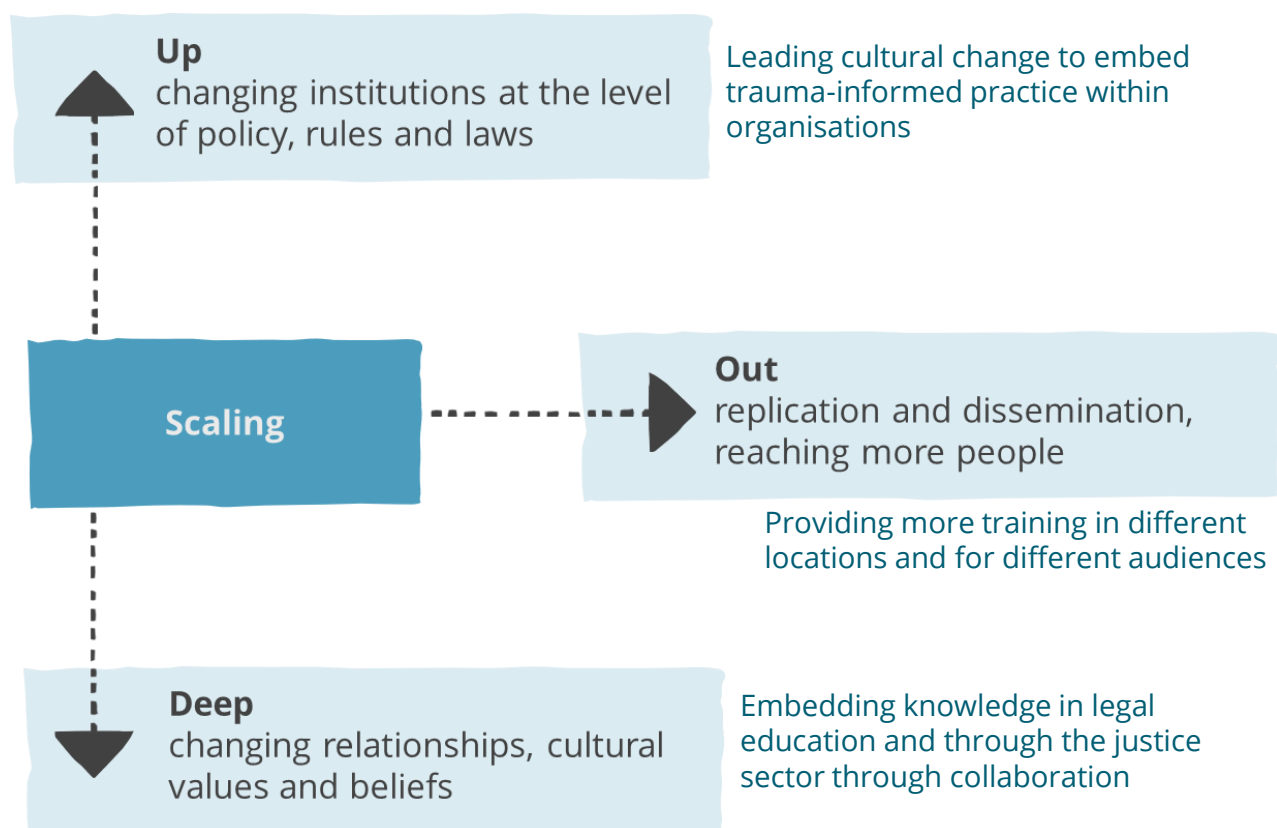 Up
changing institutions at the level
of policy, rules and laws
Leading cultural change to embed
trauma-informed practice within
organisations
Scaling
Out
replication and dissemination,
reaching more people
Providing more training in different
locations and for different audiences
Deep
changing relationships, cultural
values and beliefs
Embedding knowledge in legal
education and through the justice
sector through collaboration